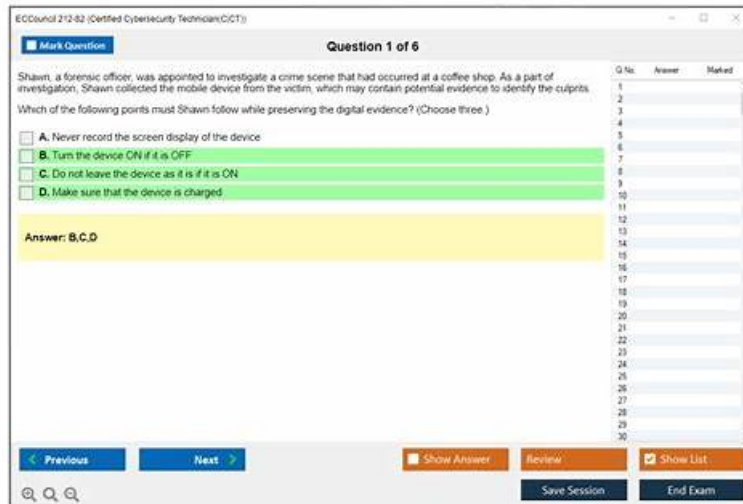 ECCouncil 212-82 (Certified Cybersecurity Technician(C|CT))
Mark Question
Question 1 of 6
Shawn, a forensic officer, was appointed to investigate a crime scene that had occurred at a coffee shop. As a part of
investigation, Shawn collected the mobile device from the victim, which may contain potential evidence to identify the culprits.
Which of the following points must Shawn follow while preserving the digital evidence? (Choose three.)
A. Never record the screen display of the device
B. Turn the device ON if it is OFF
C. Do not leave the device as it is if it is ON
D. Make sure that the device is charged
Answer: B,C,D
Q No. Answer Marked
1
2
3
4
5
6
7
8
9
10
11
12
13
14
15
16
17
18
19
20
21
22
23
24
25
26
27
28
29
30
Previous
Next
Show Answer
Review
Show List
Save Session
End Exam